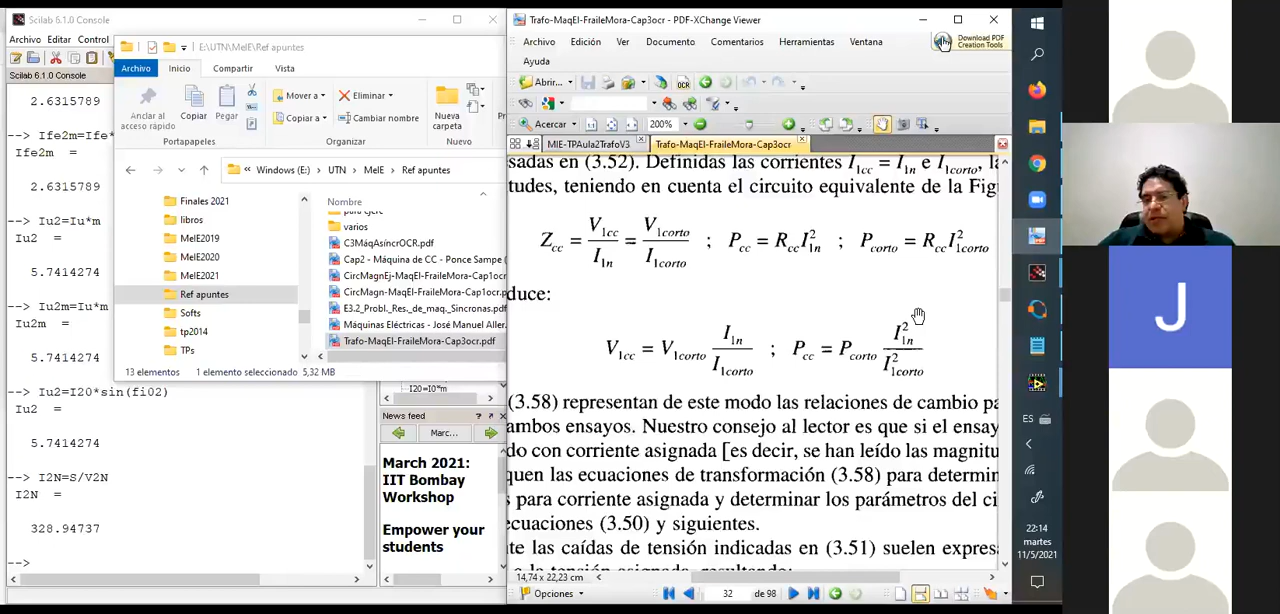 Scilab 6.1.0 Console
Archivo Editar Control
Scilab 6.1.0 Console
2.6315789
--> Ife2m=Ife*m
Ife2m =
2.6315789
--> Iu2=Iu*m
Iu2 =
5.7414274
--> Iu2m=Iu*m
Iu2m =
5.7414274
--> Iu2=I20*sin(fi02)
Iu2 =
5.7414274
--> I2N=S/V2N
I2N =
328.94737
-->
I20=I0*m
News feed
Marc...
March 2021:
IIT Bombay
Workshop
Empower your
students
E:\UTN\MelE\Ref apuntes
Archivo Inicio Compartir Vista
Anclar al
acceso rápido
Copiar
Pegar
Portapapeles
Mover a
Copiar a
Eliminar
Cambiar nombre
Organizar
Nueva
carpeta
Nuevo
Windows (E:) > UTN > MelE > Ref apuntes
Finales 2021
libros
MelE2019
MelE2020
MelE2021
Ref apuntes
Softs
tp2014
TPs
Nombre
varios
C3MáqAsíncrOCR.pdf
Cap2 - Máquina de CC - Ponce Sampe
CircMagnEj-MaqEl-FraileMora-Cap1ocr
CircMagn-MaqEl-FraileMora-Cap1ocr.p
E3.2_Probl._Res._de_maq._Sincronas.pdf
Máquinas Eléctricas - José Manuel Aller.
Trafo-MaqEl-FraileMora-Cap3ocr.pdf
13 elementos 1 elemento seleccionado 5,32 MB
Trafo-MaqEl-FraileMora-Cap3ocr - PDF-XChange Viewer
Archivo Edición Ver Documento Comentarios Herramientas Ventana
Ayuda
Download PDF
Creation Tools
Abrir...
OCR
Acercar
200%
MIE-TPAula2TrafoV3
Trafo-MaqEl-FraileMora-Cap3ocr
sadas en (3.52). Definidas las corrientes I1cc = I1n e I1corto, la
tudes, teniendo en cuenta el circuito equivalente de la Figu
Zcc = V1cc / I1n = V1corto / I1corto ; Pcc = Rcc I²1n ; Pcorto = Rcc I²1corto
duce:
V1cc = V1corto I1n / I1corto ; Pcc = Pcorto I²1n / I²1corto
(3.58) representan de este modo las relaciones de cambio pa
ambos ensayos. Nuestro consejo al lector es que si el ensay
do con corriente asignada [es decir, se han leído las magnitu
quen las ecuaciones de transformación (3.58) para determin
s para corriente asignada y determinar los parámetros del ci
ecuaciones (3.50) y siguientes.
te las caídas de tensión indicadas en (3.51) suelen expresa
14,74 x 22,23 cm
Opciones
32 de 98
ES
22:14
martes
11/5/2021
J